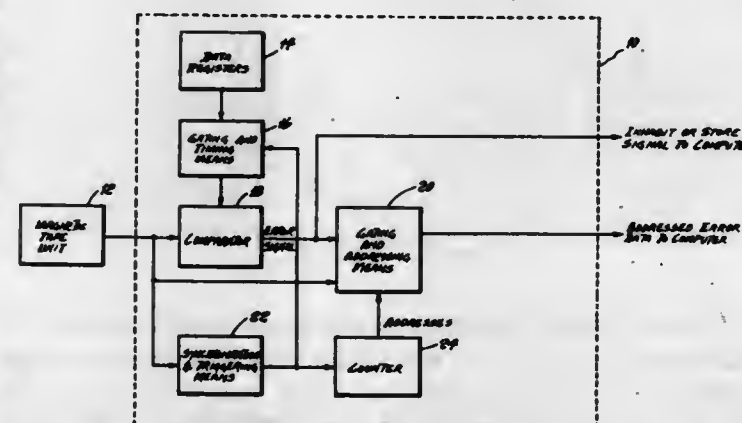 14
DATA
REGISTERS
10
16
GATING AND
TIMING
MEANS
INHIBIT OR STORE
SIGNAL TO COMPUTER
12
18
20
MAGNETIC
TAPE
UNIT
COMPARATOR
ERROR
SIGNAL
GATING
AND
ADDRESSING
MEANS
ADDRESSED ERROR
DATA TO COMPUTER
22
ADDRESSES
24
& TRIGGERING
MEANS
COUNTER